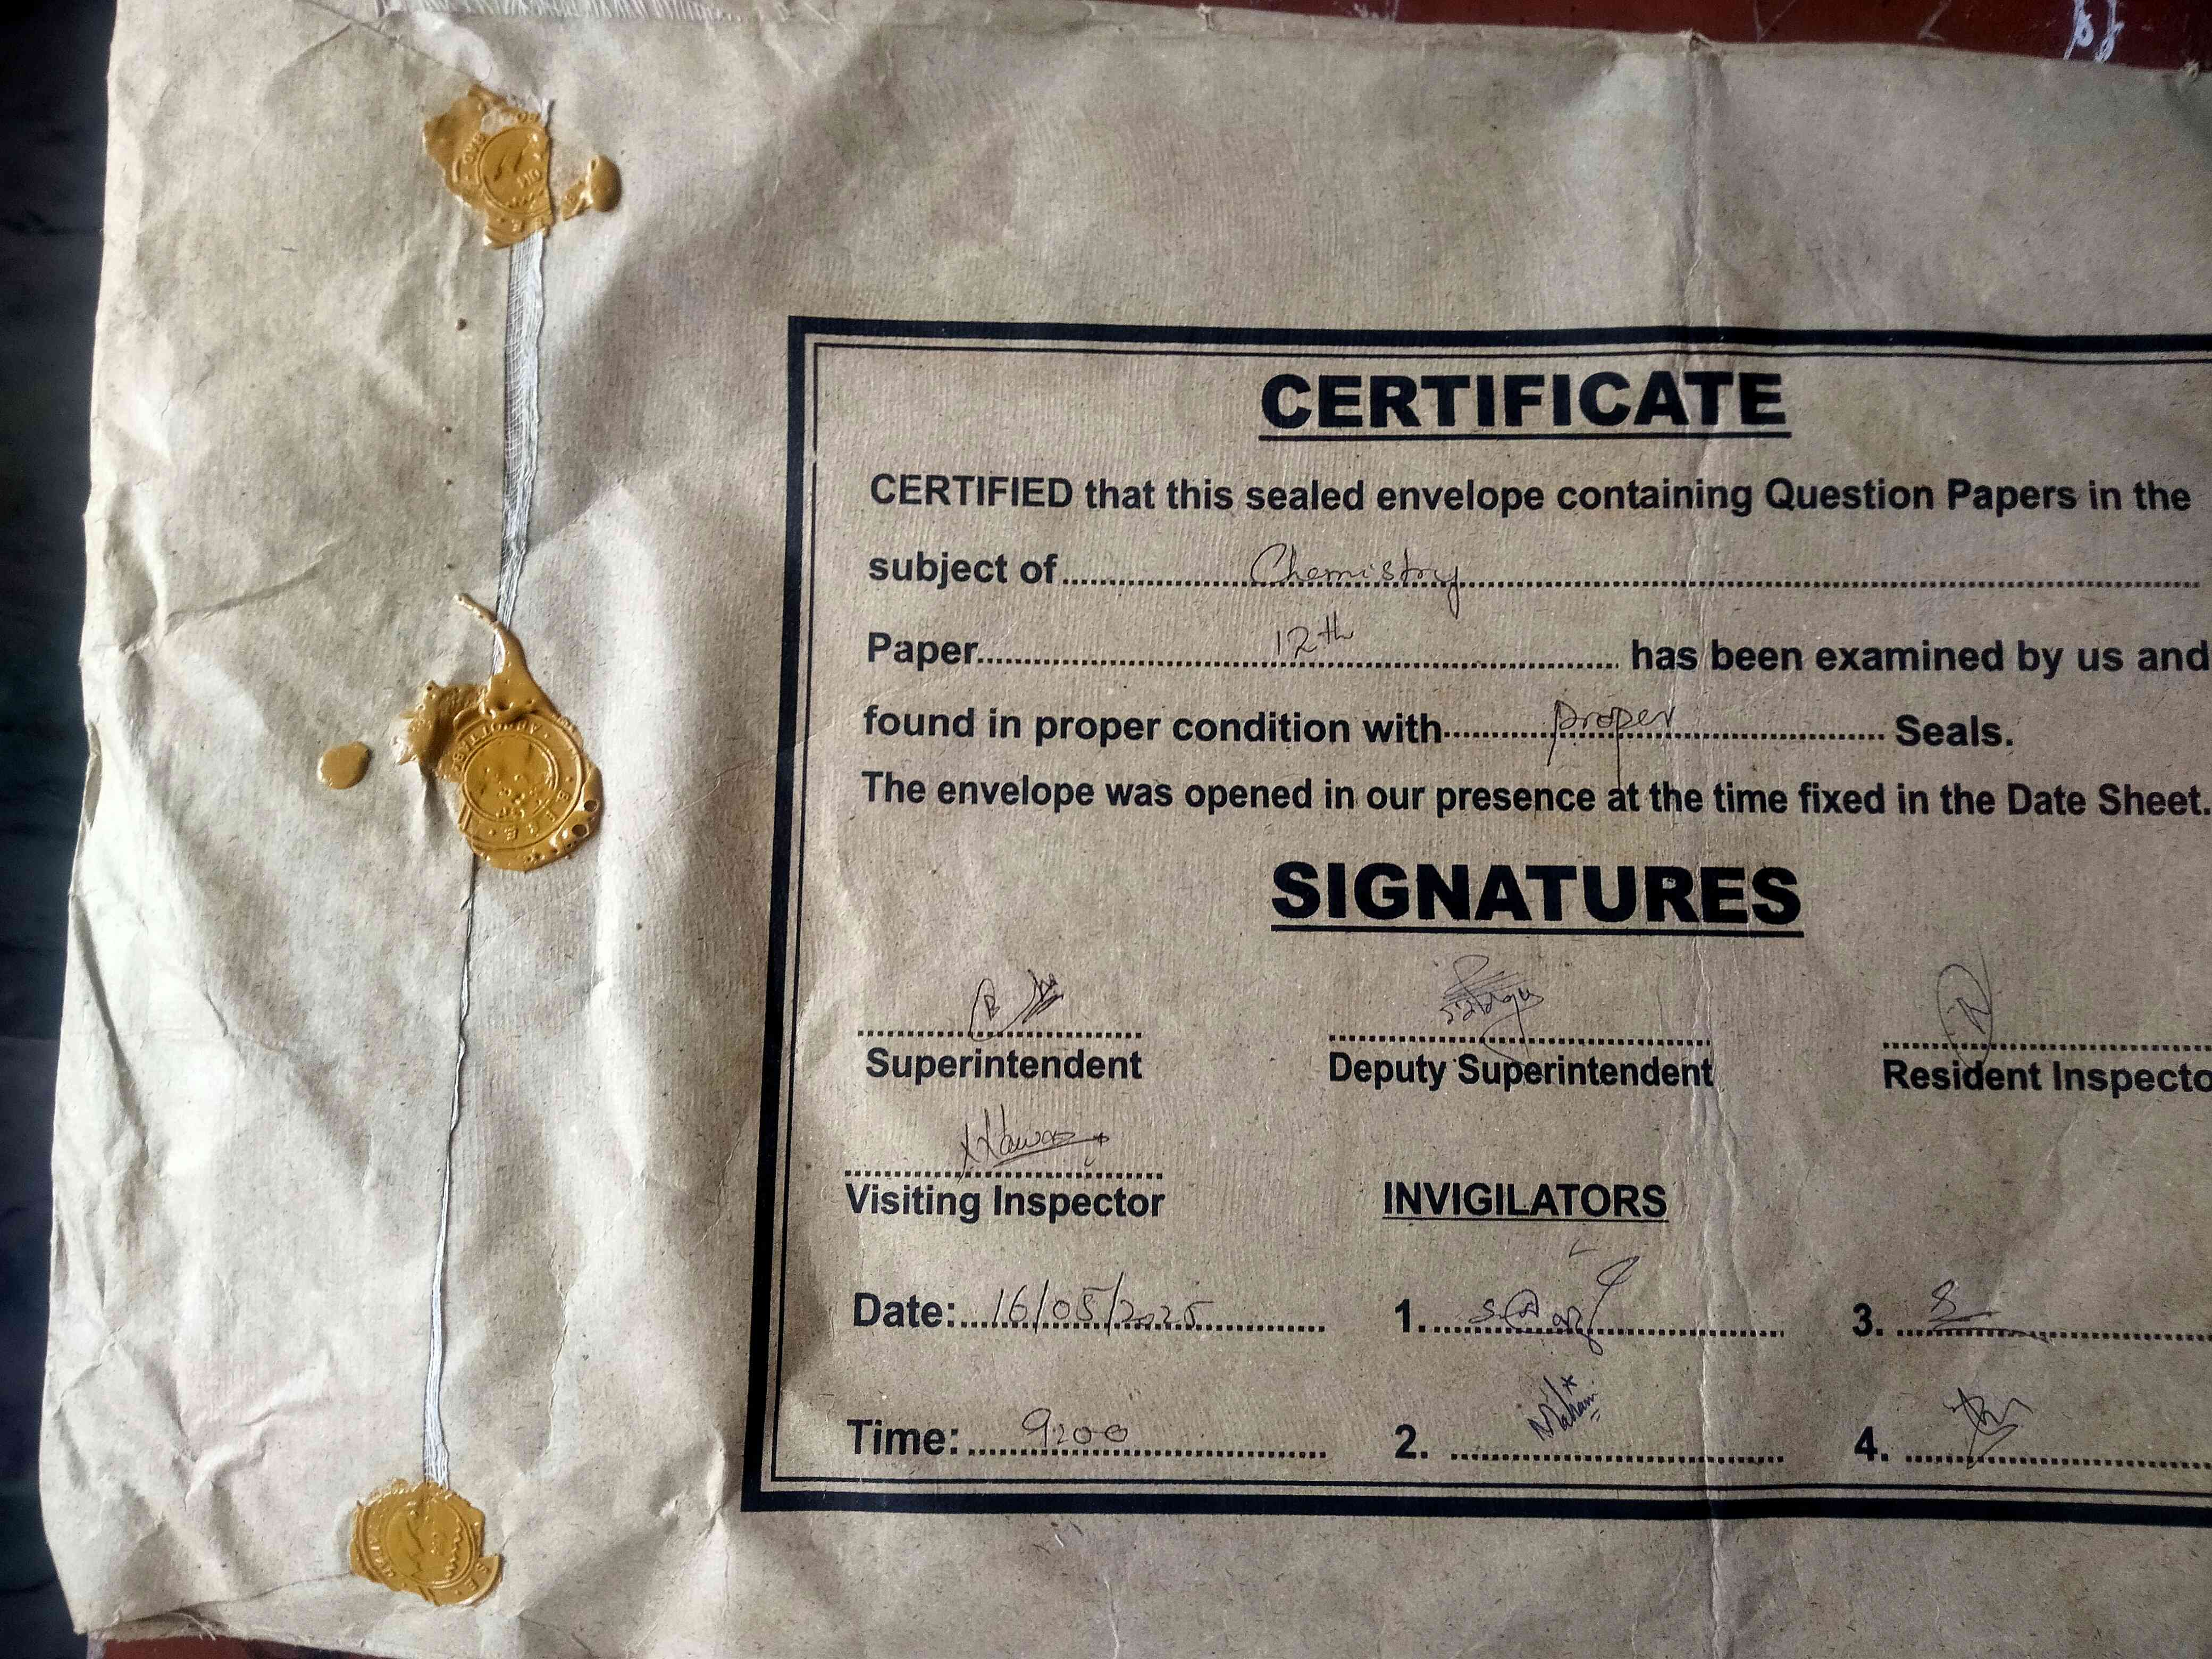 CERTIFICATE
CERTIFIED that this sealed envelope containing Question Papers in the
subject of Chemistry
Paper 12th has been examined by us and
found in proper condition with proper Seals.
The envelope was opened in our presence at the time fixed in the Date Sheet.
SIGNATURES
Superintendent Deputy Superintendent Resident Inspecto
Visiting Inspector INVIGILATORS
Date: 16/05/2025 1. 3.
Time: 9:00 2. Maham 4.